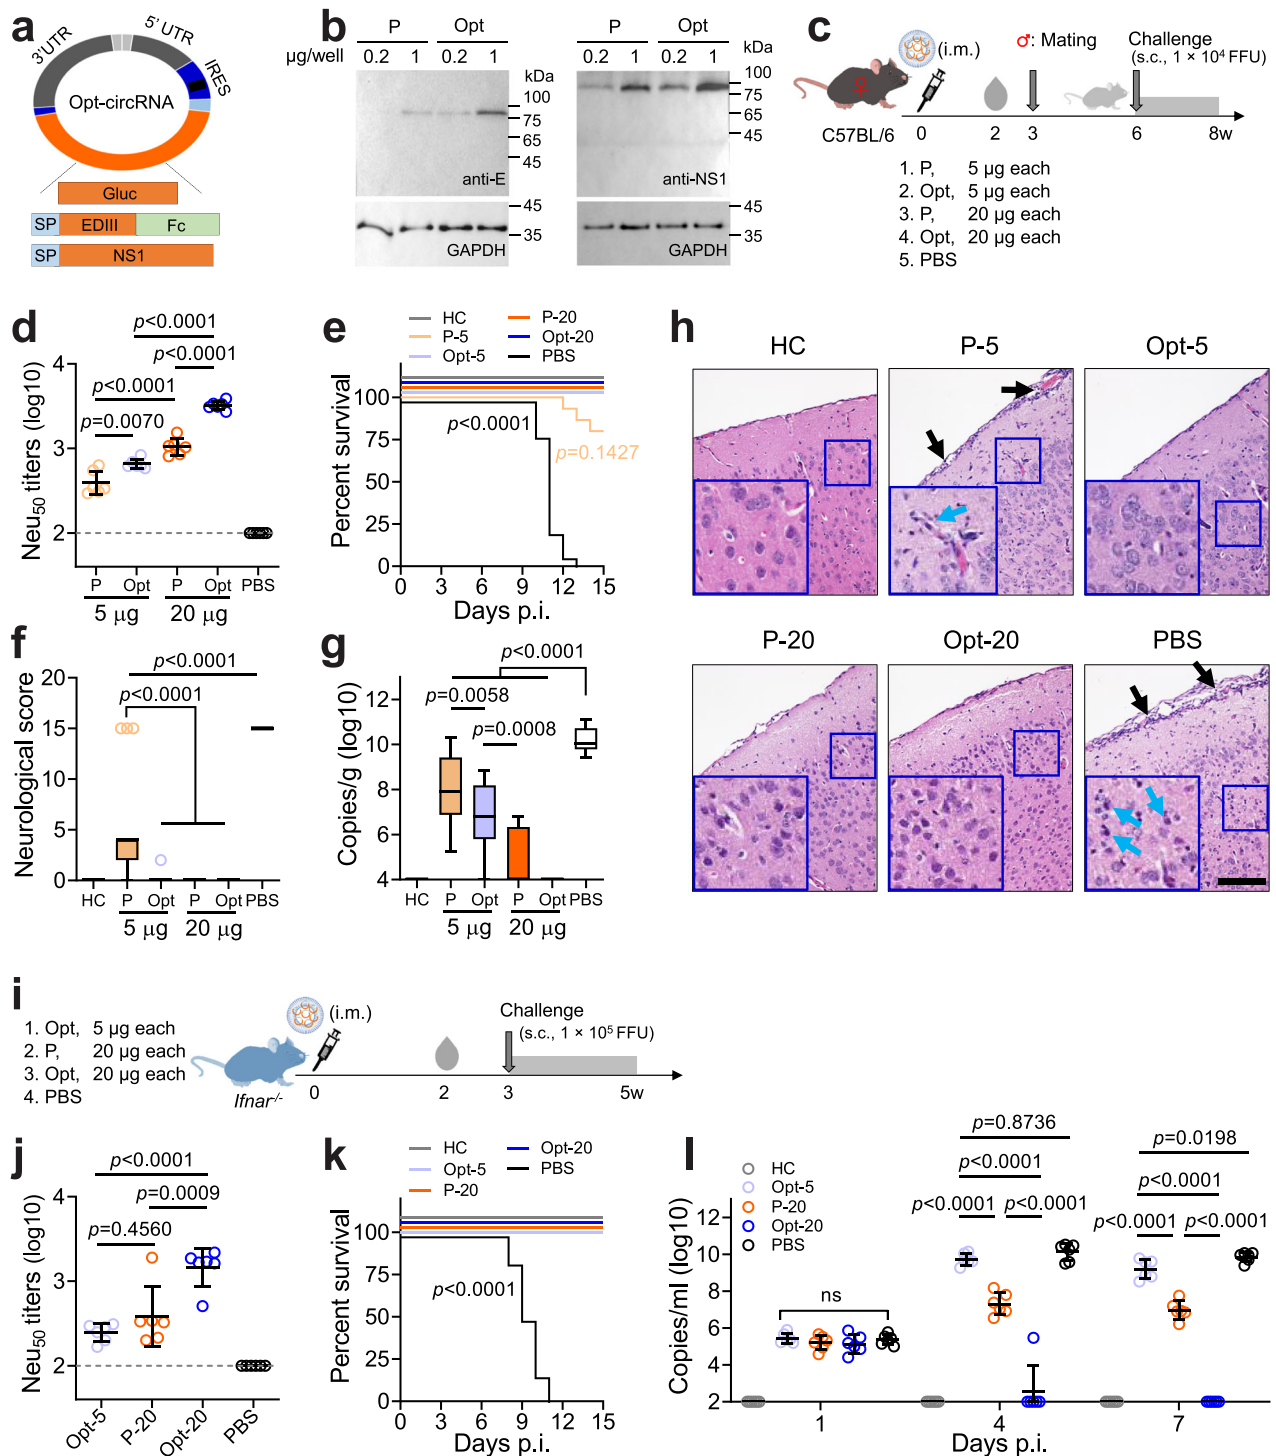 a
3'UTR
5' UTR
IRES
Opt-circRNA
Gluc
SP EDIII Fc
SP NS1
b
P Opt
µg/well 0.2 1 0.2 1
kDa
100
75
65
45
anti-E
45
35
GAPDH
P Opt
0.2 1 0.2 1
kDa
100
75
65
45
anti-NS1
45
35
GAPDH
c
(i.m.)
♂: Mating
Challenge
(s.c., 1 × 10⁴ FFU)
♀
C57BL/6
0 2 3 6 8w
1. P, 5 µg each
2. Opt, 5 µg each
3. P, 20 µg each
4. Opt, 20 µg each
5. PBS
d
p<0.0001
p<0.0001
p<0.0001
p=0.0070
Neu₅₀ titers (log10)
4
3
2
P Opt P Opt PBS
5 µg 20 µg
e
HC P-20
P-5 Opt-20
Opt-5 PBS
Percent survival
100
75
50
25
0
p<0.0001
p=0.1427
0 3 6 9 12 15
Days p.i.
f
Neurological score
20
15
10
5
0
p<0.0001
p<0.0001
HC P Opt P Opt PBS
5 µg 20 µg
g
Copies/g (log10)
12
10
8
6
4
p<0.0001
p=0.0058
p=0.0008
HC P Opt P Opt PBS
5 µg 20 µg
h
HC P-5 Opt-5
P-20 Opt-20 PBS
i
1. Opt, 5 µg each
2. P, 20 µg each
3. Opt, 20 µg each
4. PBS
(i.m.)
Ifnar⁻/⁻
Challenge
(s.c., 1 × 10⁵ FFU)
0 2 3 5w
j
p<0.0001
p=0.0009
p=0.4560
Neu₅₀ titers (log10)
4
3
2
Opt-5 P-20 Opt-20 PBS
k
HC Opt-20
Opt-5 PBS
P-20
Percent survival
100
75
50
25
0
p<0.0001
0 3 6 9 12 15
Days p.i.
l
HC
Opt-5
P-20
Opt-20
PBS
Copies/ml (log10)
12
10
8
6
4
2
ns
p=0.8736
p<0.0001
p<0.0001 p<0.0001
p=0.0198
p<0.0001
p<0.0001 p<0.0001
1 4 7
Days p.i.